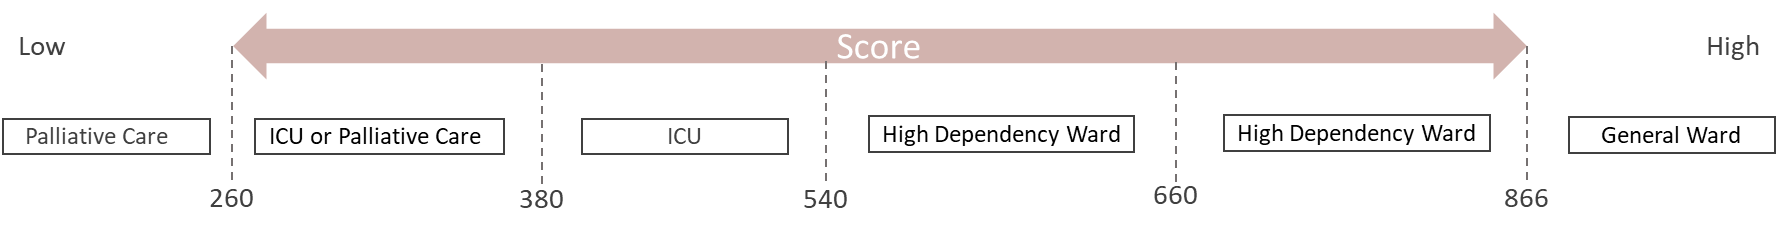 Low
Score
High
Palliative Care
ICU or Palliative Care
ICU
High Dependency Ward
High Dependency Ward
General Ward
260
380
540
660
866